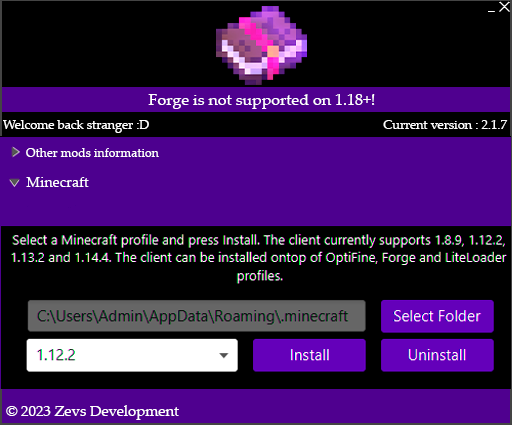 Forge is not supported on 1.18+!
Welcome back stranger :D
Current version : 2.1.7
Other mods information
Minecraft
Select a Minecraft profile and press Install. The client currently supports 1.8.9, 1.12.2,
1.13.2 and 1.14.4. The client can be installed ontop of OptiFine, Forge and LiteLoader
profiles.
C:\Users\Admin\AppData\Roaming\.minecraft
Select Folder
1.12.2
Install
Uninstall
© 2023 Zevs Development